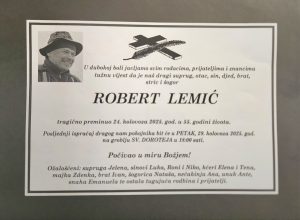 U dubokoj boli javljamo svim rođacima, prijateljima i znancima
tužnu vijest da je naš dragi suprug, otac, sin, djed, brat,
stric i šogor
ROBERT LEMIĆ
tragično preminuo 24. kolovoza 2024. god. u 55. godini života.
Posljednji ispraćaj dragog nam pokojnika bit će u PETAK, 29. kolovoza 2024. god.
na groblju SV. DOROTEJA u 18:00 sati.
Počivao u miru Božjem!
Ožalošćeni: supruga Jelena, sinovi Luka, Roni i Niko, kćeri Elena i Tena,
majka Zdenka, brat Ivan, šogorica Nataša, nećakinja Ana, unuk Ante,
snaha Emanuela te ostala tugujuća rodbina i prijatelji.